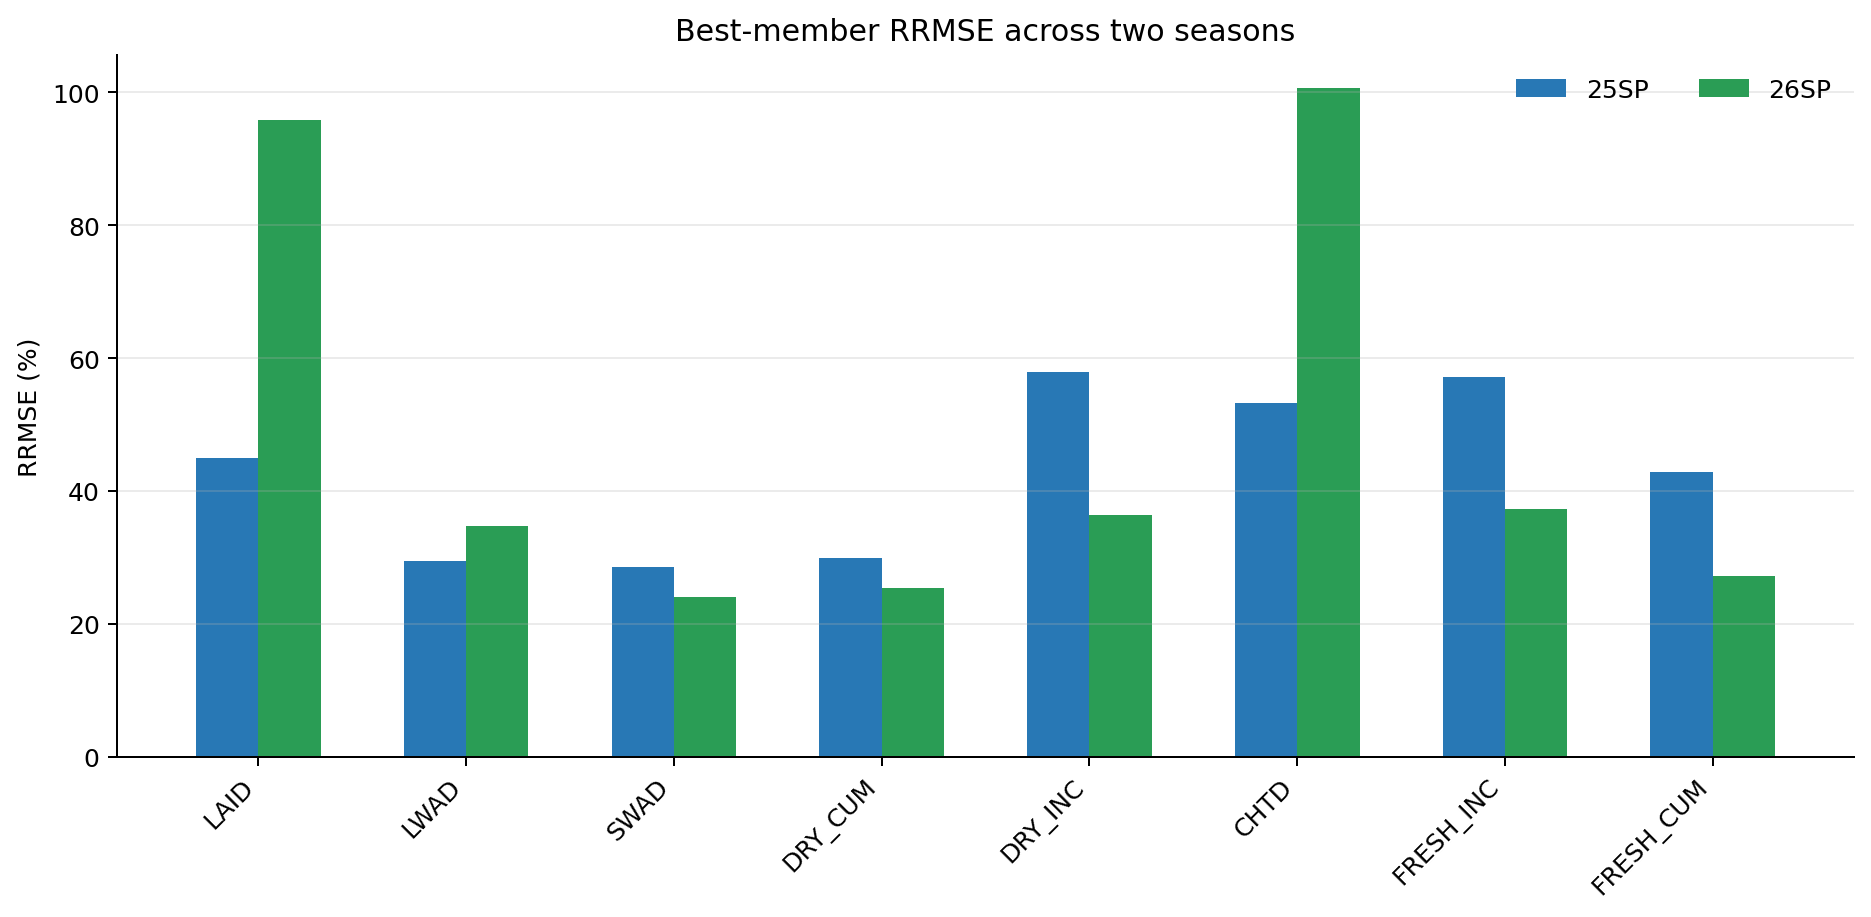 Best-member RRMSE across two seasons
25SP 26SP
RRMSE (%)
100
80
60
40
20
0
LAID LWAD SWAD DRY_CUM DRY_INC CHTD FRESH_INC FRESH_CUM